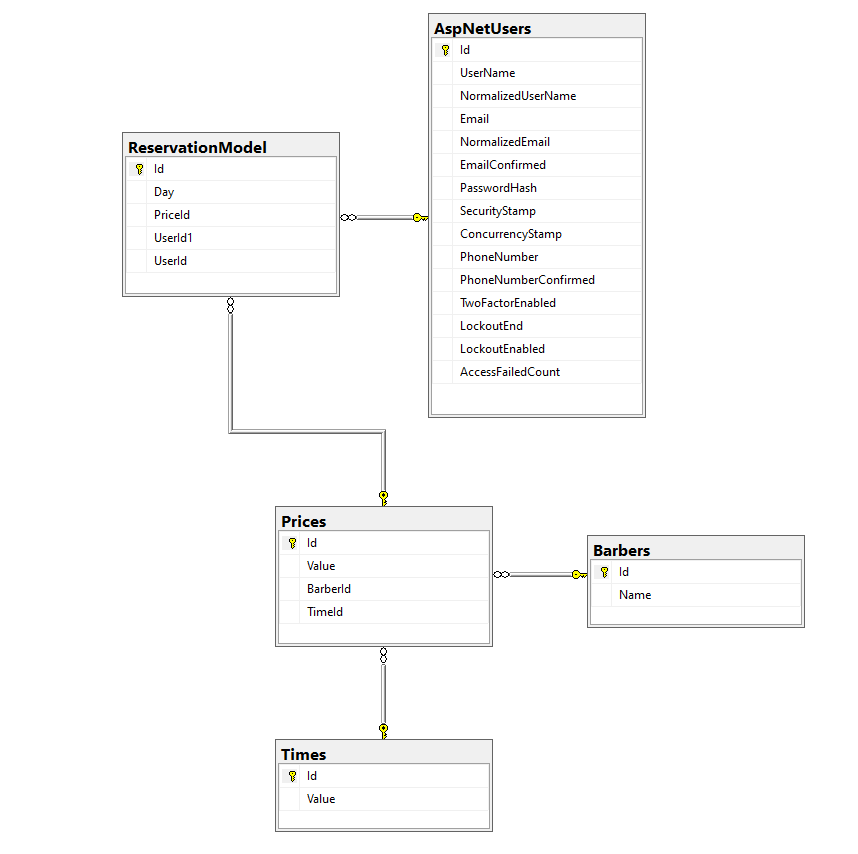 AspNetUsers
Id
UserName
NormalizedUserName
Email
NormalizedEmail
EmailConfirmed
PasswordHash
SecurityStamp
ConcurrencyStamp
PhoneNumber
PhoneNumberConfirmed
TwoFactorEnabled
LockoutEnd
LockoutEnabled
AccessFailedCount
ReservationModel
Id
Day
PriceId
UserId1
UserId
Prices
Id
Value
BarberId
TimeId
Barbers
Id
Name
Times
Id
Value